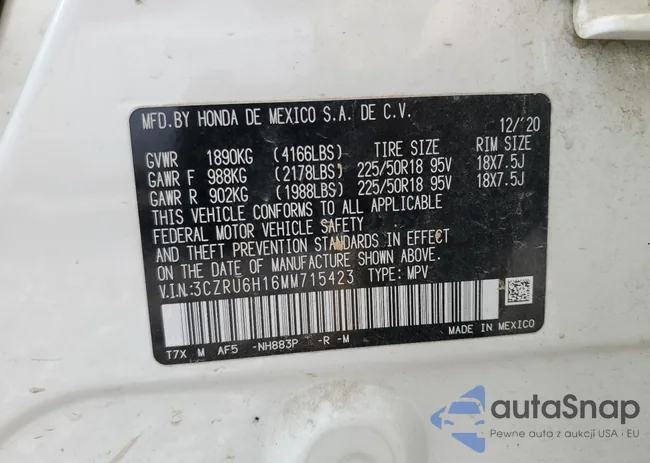 MFD.BY HONDA DE MEXICO S.A. DE C.V.
12/'20
GVWR 1890KG (4166LBS) TIRE SIZE RIM SIZE
GAWR F 988KG (2178LBS) 225/50R18 95V 18X7.5J
GAWR R 902KG (1988LBS) 225/50R18 95V 18X7.5J
THIS VEHICLE CONFORMS TO ALL APPLICABLE
FEDERAL MOTOR VEHICLE SAFETY
AND THEFT PREVENTION STANDARDS IN EFFECT
ON THE DATE OF MANUFACTURE SHOWN ABOVE.
V.I.N.:3CZRU6H16MM715423 TYPE: MPV
T7X M AF5 -NH883P -R -M
MADE IN MEXICO
autaSnap
Pewne auta z aukcji USA i EU